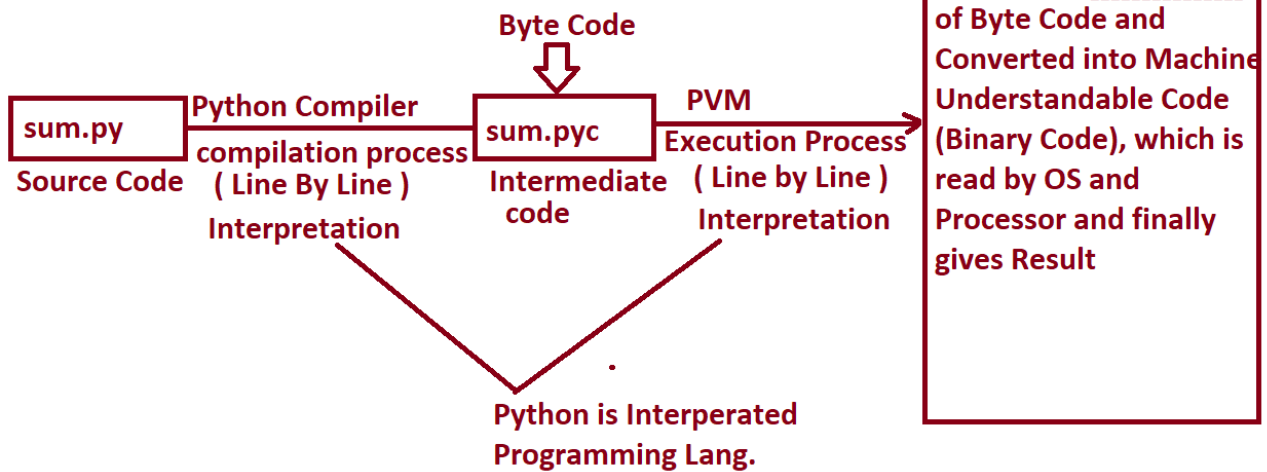 Byte Code
sum.py
Python Compiler
compilation process
( Line By Line )
Interpretation
Source Code
sum.pyc
Intermediate
code
PVM
Execution Process
( Line by Line )
Interpretation
of Byte Code and
Converted into Machine
Understandable Code
(Binary Code), which is
read by OS and
Processor and finally
gives Result
Python is Interperated
Programming Lang.